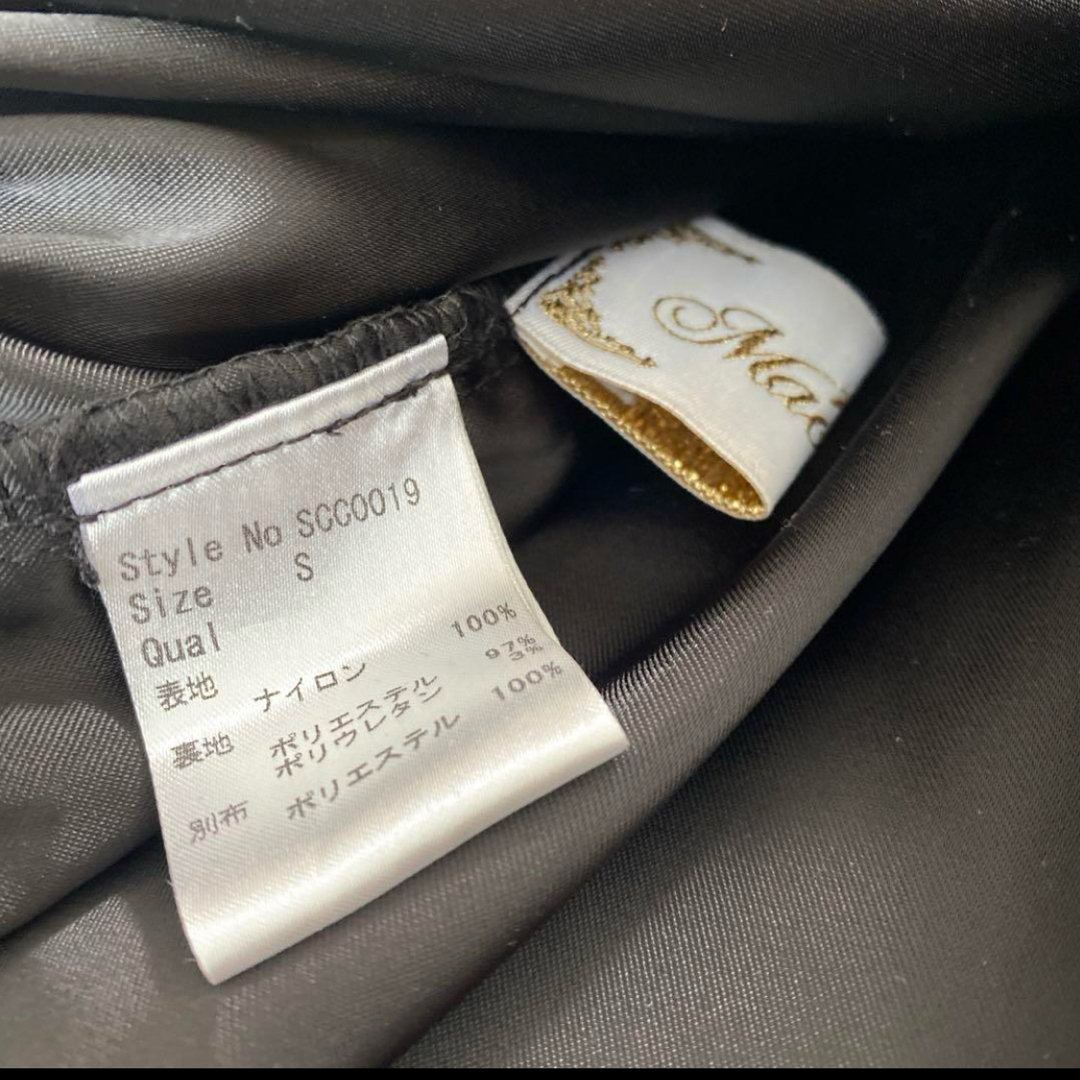 Style No SCC0019
Size S
Qual
表地 ナイロン 100%
裏地 ポリエステル 97%
ポリウレタン 3%
別布 ポリエステル 100%